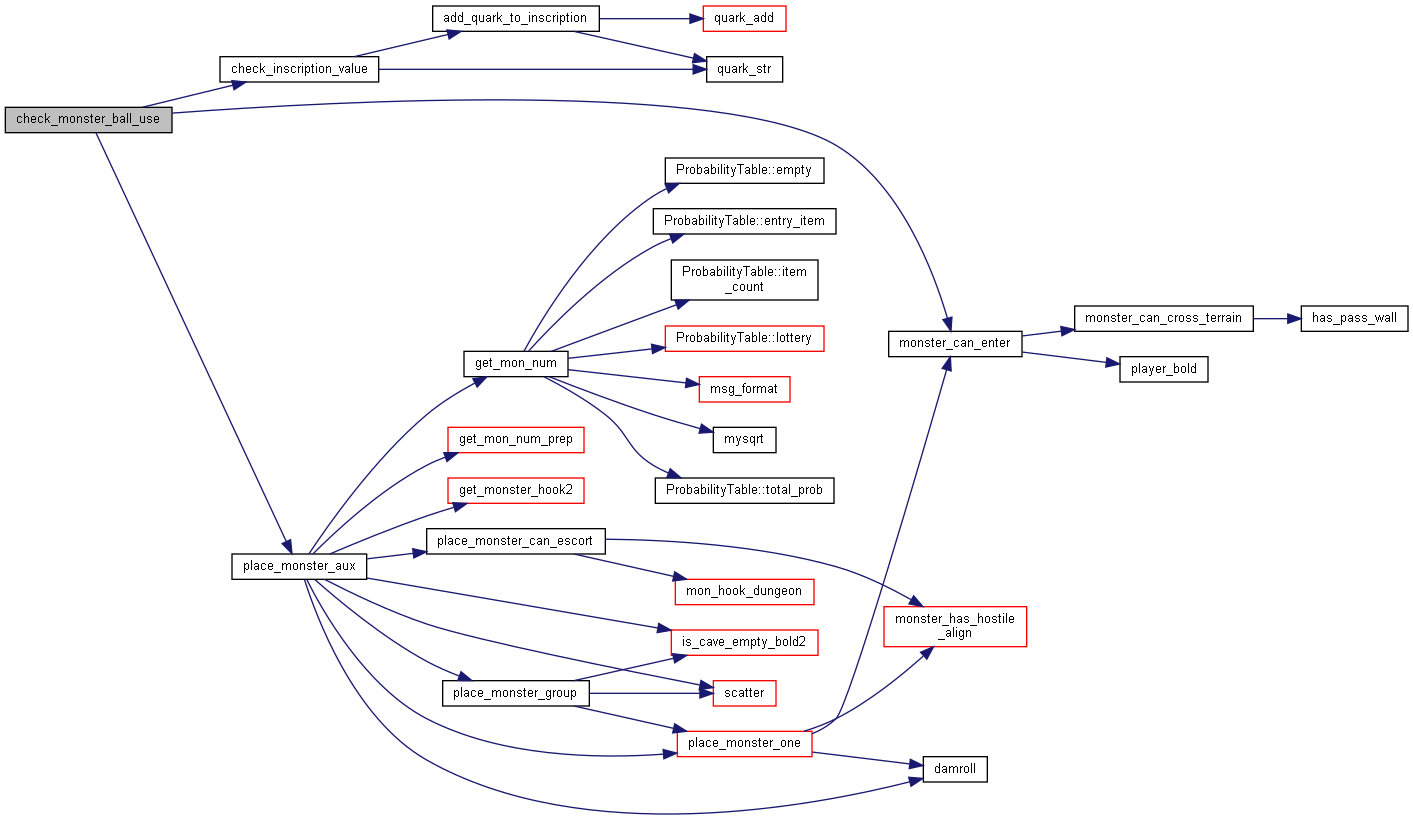 add_quark_to_inscription
quark_add
check_inscription_value
quark_str
check_monster_ball_use
ProbabilityTable::empty
ProbabilityTable::entry_item
ProbabilityTable::item
_count
ProbabilityTable::lottery
get_mon_num
msg_format
mysqrt
ProbabilityTable::total_prob
monster_can_enter
monster_can_cross_terrain
has_pass_wall
player_bold
get_mon_num_prep
get_monster_hook2
place_monster_can_escort
place_monster_aux
mon_hook_dungeon
monster_has_hostile
_align
is_cave_empty_bold2
place_monster_group
scatter
place_monster_one
damroll